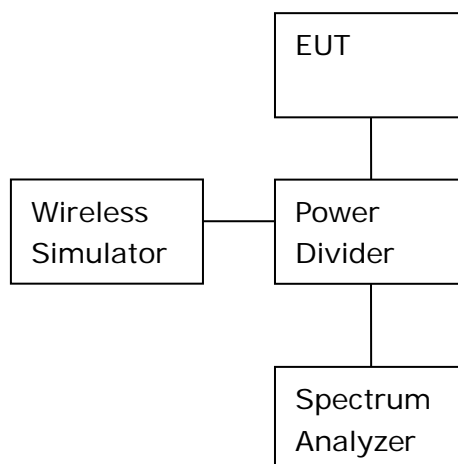 EUT
Wireless
Simulator
Power
Divider
Spectrum
Analyzer